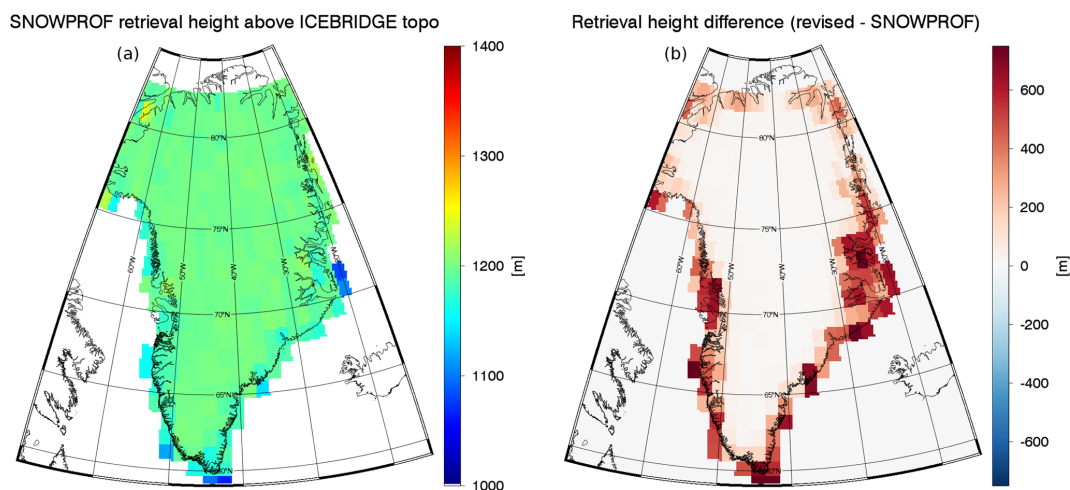 SNOWPROF retrieval height above ICEBRIDGE topo
(a)
1400
1300
1200
1100
1000
[m]
80°N
75°N
70°N
65°N
60°W
50°W
40°W
30°W
20°W
Retrieval height difference (revised - SNOWPROF)
(b)
600
400
200
0
-200
-400
-600
[m]
80°N
75°N
70°N
65°N
60°W
50°W
40°W
30°W
20°W